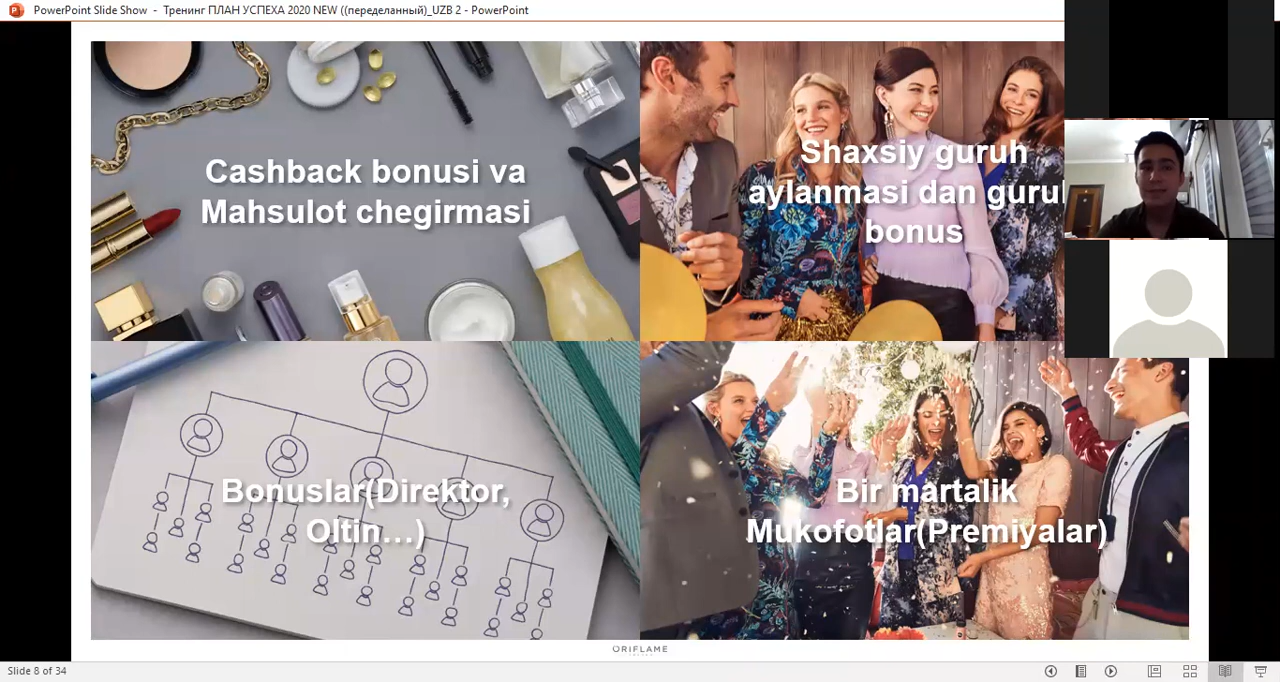 PowerPoint Slide Show - Тренинг ПЛАН УСПЕХА 2020 NEW ((переделанный)_UZB 2 - PowerPoint
Cashback bonusi va
Mahsulot chegirmasi
Shaxsiy guruh
aylanmasi dan guruh
bonus
Bonuslar(Direktor,
Oltin…)
Bir martalik
Mukofotlar(Premiyalar)
ORIFLAME
Slide 8 of 34